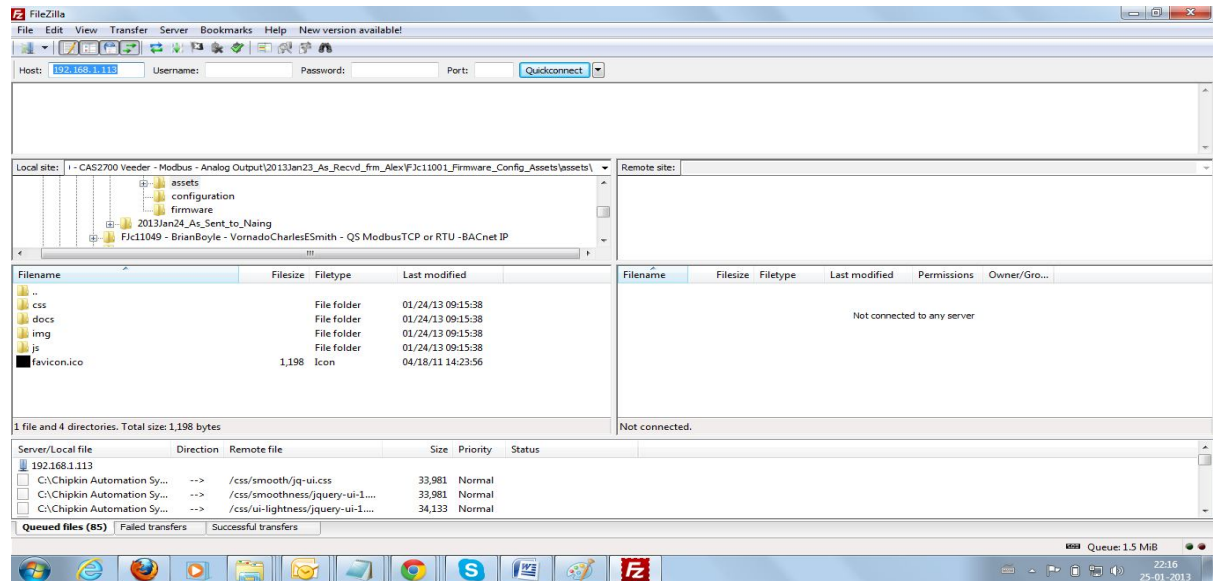 FileZilla
File Edit View Transfer Server Bookmarks Help New version available!
Host: 192.168.1.113 Username: Password: Port: Quickconnect
Local site: - CAS2700 Veeder - Modbus - Analog Output\2013Jan23_As_Recvd_frm_Alex\FJc11001_Firmware_Config_Assets\assets\ Remote site:
assets
configuration
firmware
2013Jan24_As_Sent_to_Naing
FJc11049 - BrianBoyle - VornadoCharlesESmith - QS ModbusTCP or RTU -BACnet IP
Filename Filesize Filetype Last modified Filename Filesize Filetype Last modified Permissions Owner/Gro...
..
css File folder 01/24/13 09:15:38
docs File folder 01/24/13 09:15:38
Not connected to any server
img File folder 01/24/13 09:15:38
js File folder 01/24/13 09:15:38
favicon.ico 1,198 Icon 04/18/11 14:23:56
1 file and 4 directories. Total size: 1,198 bytes Not connected.
Server/Local file Direction Remote file Size Priority Status
192.168.1.113
C:\Chipkin Automation Sy... --> /css/smooth/jq-ui.css 33,981 Normal
C:\Chipkin Automation Sy... --> /css/smoothness/jquery-ui-1.... 33,981 Normal
C:\Chipkin Automation Sy... --> /css/ui-lightness/jquery-ui-1.... 34,133 Normal
Queued files (85) Failed transfers Successful transfers
Queue: 1.5 MiB
22:16
25-01-2013